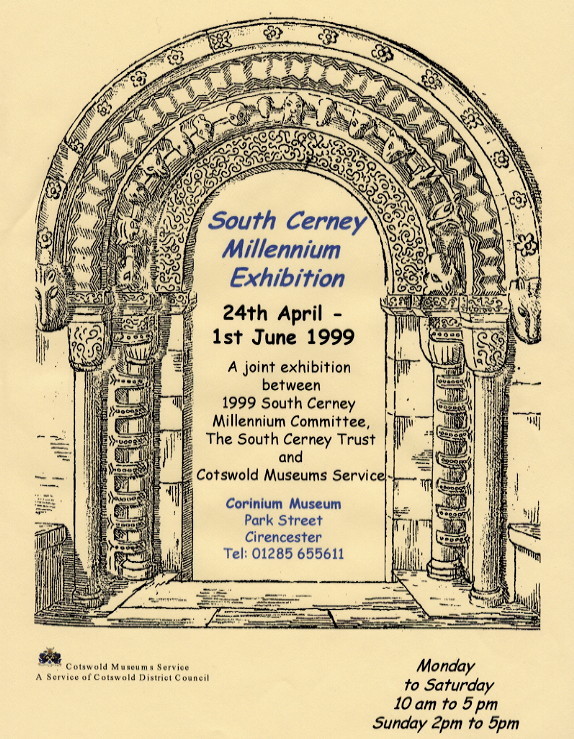 South Cerney
Millennium
Exhibition
24th April –
1st June 1999
A joint exhibition
between
1999 South Cerney
Millennium Committee,
The South Cerney Trust
and
Cotswold Museums Service
Corinium Museum
Park Street
Cirencester
Tel: 01285 655611
Cotswold Museums Service
A Service of Cotswold District Council
Monday
to Saturday
10 am to 5 pm
Sunday 2pm to 5pm